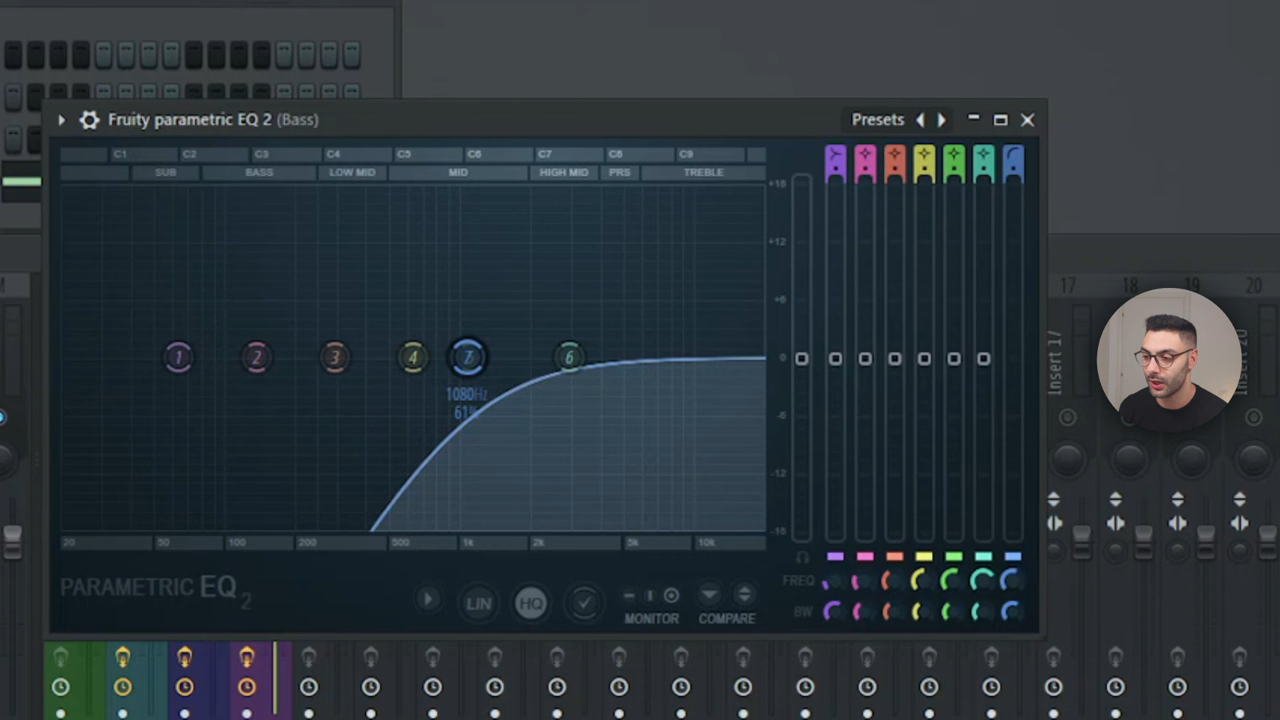 Fruity parametric EQ 2 (Bass)
Presets
C1 C2 C3 C4 C5 C6 C7 C8 C9
SUB BASS LOW MID MID HIGH MID PRS TREBLE
+18
+12
+6
0
-6
-12
-18
1 2 3 4 7 6
1080Hz
61%
20 50 100 200 500 1k 2k 5k 10k
PARAMETRIC EQ 2
LIN HQ
MONITOR COMPARE
FREQ
BW
17 18 19 20
Insert 17